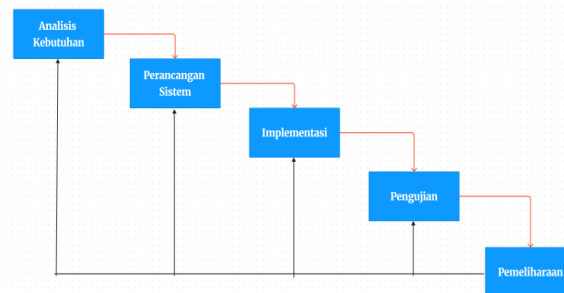 Analisis
Kebutuhan
Perancangan
Sistem
Implementasi
Pengujian
Pemeliharaan